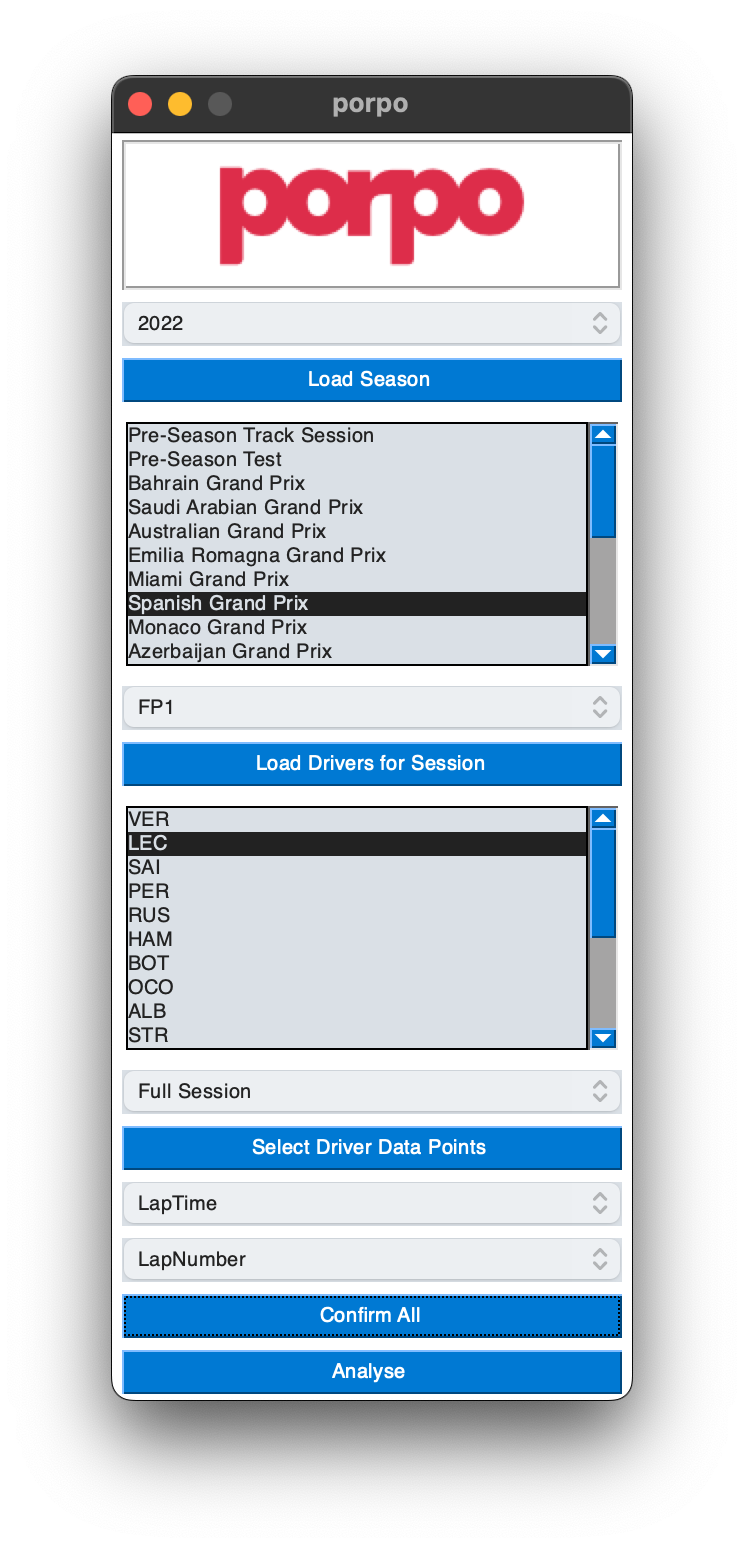 porpo
porpo
2022
Load Season
Pre-Season Track Session
Pre-Season Test
Bahrain Grand Prix
Saudi Arabian Grand Prix
Australian Grand Prix
Emilia Romagna Grand Prix
Miami Grand Prix
Spanish Grand Prix
Monaco Grand Prix
Azerbaijan Grand Prix
FP1
Load Drivers for Session
VER
LEC
SAI
PER
RUS
HAM
BOT
OCO
ALB
STR
Full Session
Select Driver Data Points
LapTime
LapNumber
Confirm All
Analyse